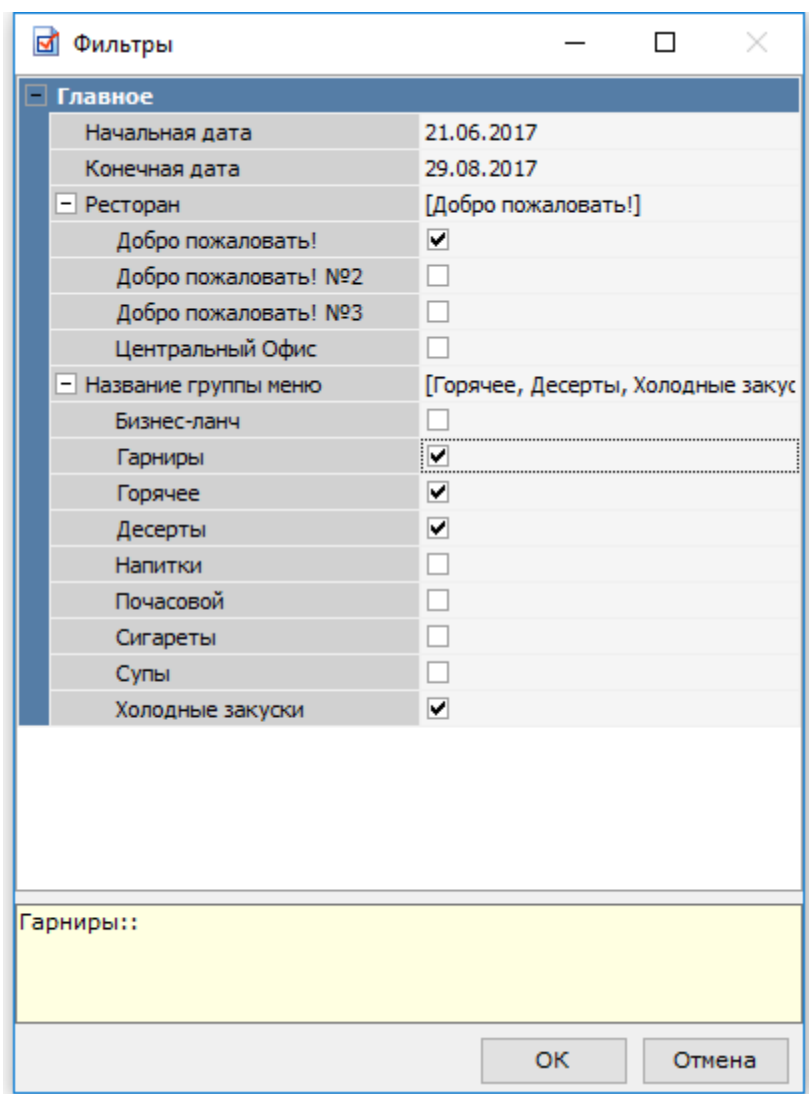 Фильтры
Главное
Начальная дата 21.06.2017
Конечная дата 29.08.2017
Ресторан [Добро пожаловать!]
Добро пожаловать!
Добро пожаловать! №2
Добро пожаловать! №3
Центральный Офис
Название группы меню [Горячее, Десерты, Холодные закус
Бизнес-ланч
Гарниры
Горячее
Десерты
Напитки
Почасовой
Сигареты
Супы
Холодные закуски
Гарниры::
ОК Отмена